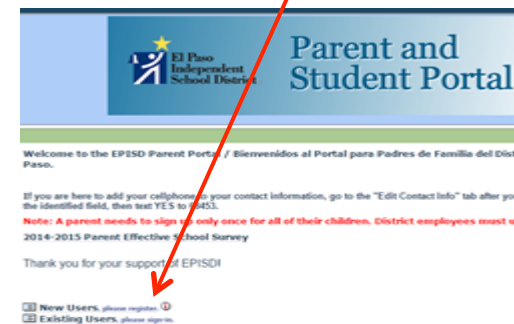 El Paso
Independent
School District
Parent and
Student Portal
Welcome to the EPISD Parent Portal / Bienvenidos al Portal para Padres de Familia del Dis
Paso.
If you are here to add your cellphone to your contact information, go to the "Edit Contact Info" tab after yo
the identified field, then text YES to 68453.
Note: A parent needs to sign up only once for all of their children. District employees must u
2014-2015 Parent Effective School Survey
Thank you for your support of EPISD!
New Users, please register.
Existing Users, please sign-in.